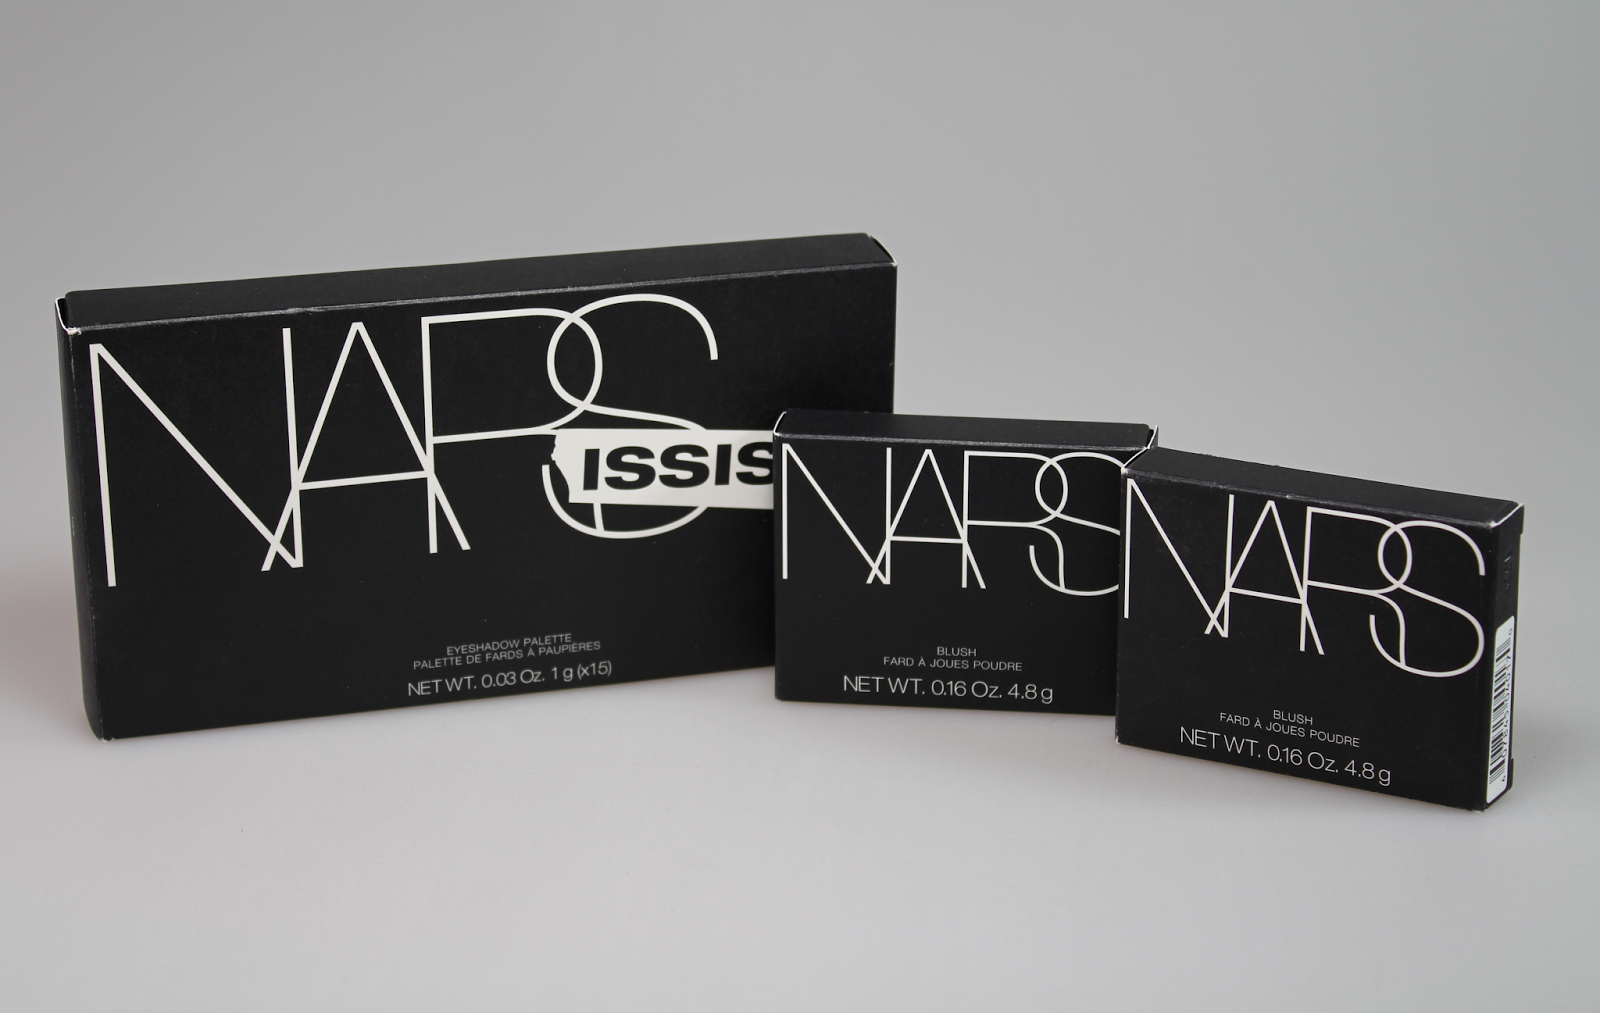 NARS
ISSIS
EYESHADOW PALETTE
PALETTE DE FARDS À PAUPIÈRES
NET WT. 0.03 Oz. 1 g (x15)
NARS
BLUSH
FARD À JOUES POUDRE
NET WT. 0.16 Oz. 4.8 g
NARS
BLUSH
FARD À JOUES POUDRE
NET WT. 0.16 Oz. 4.8 g